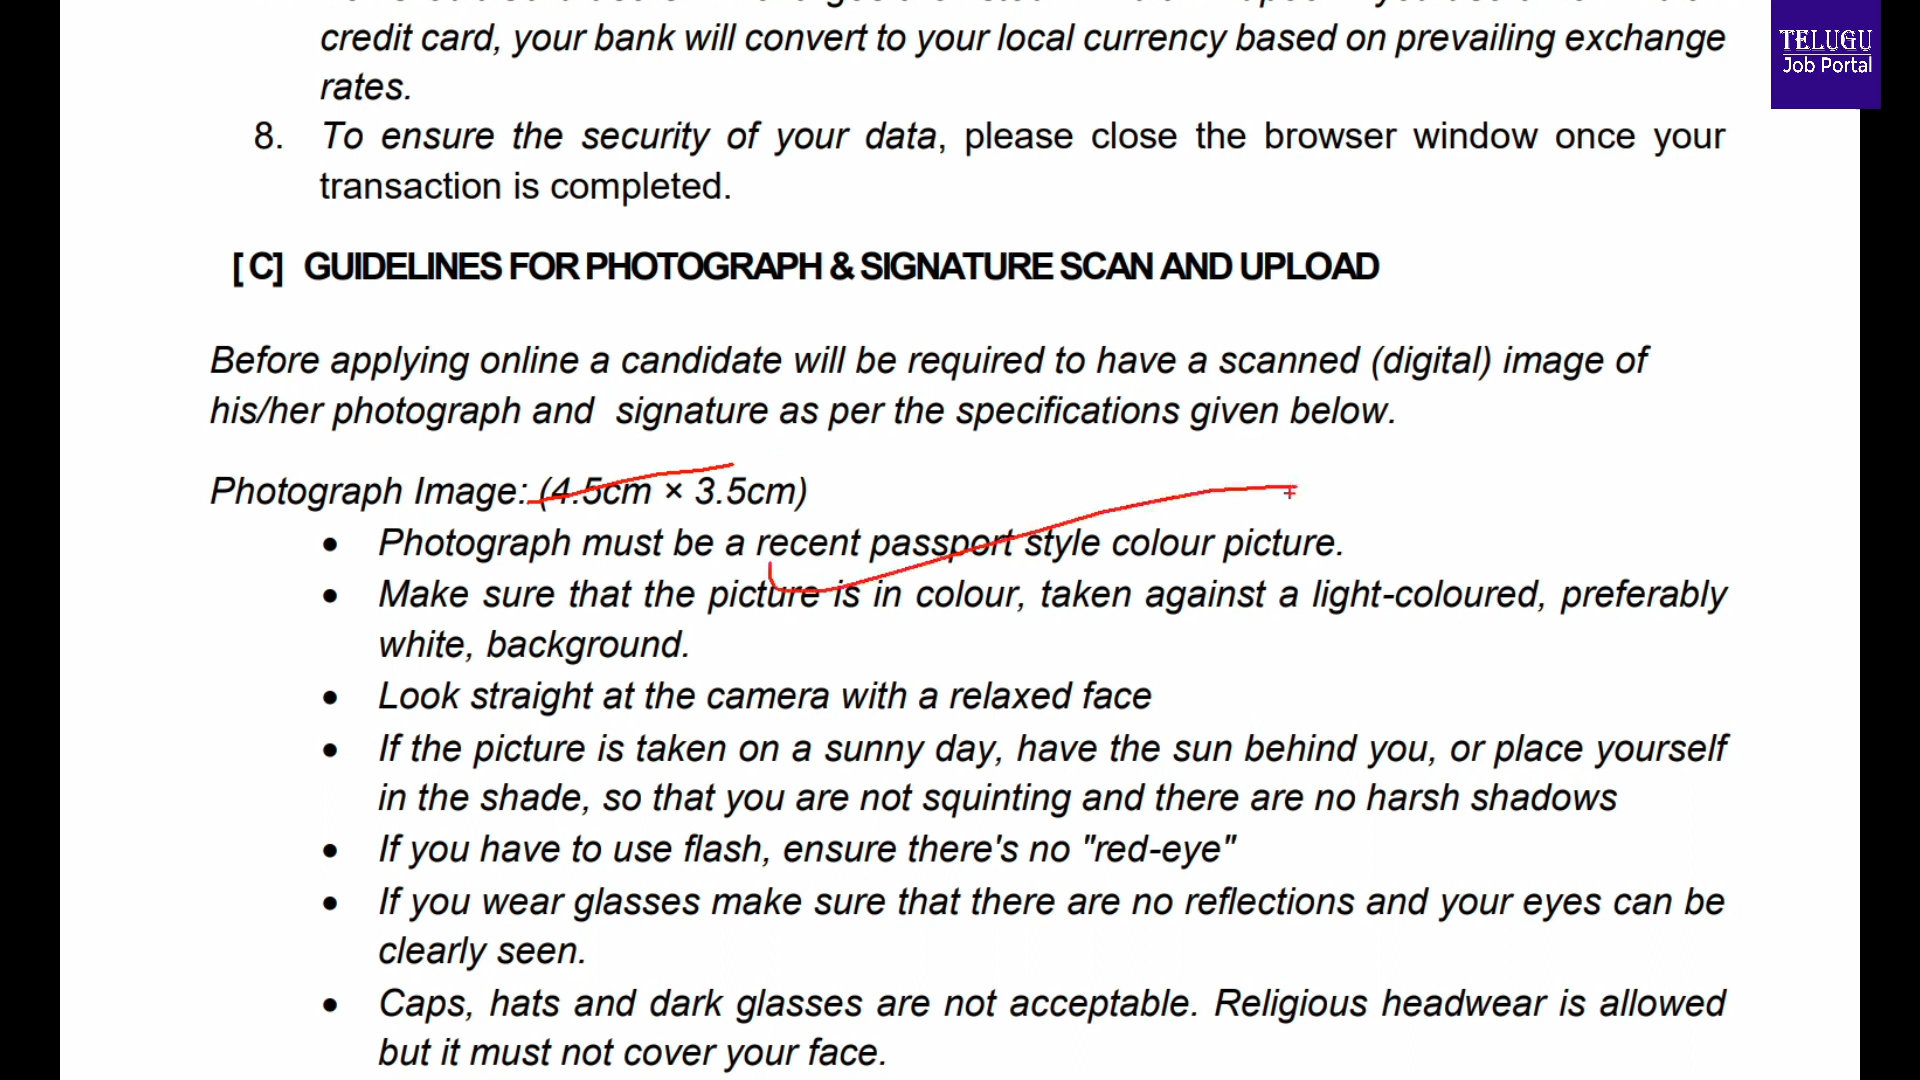 credit card, your bank will convert to your local currency based on prevailing exchange
rates.
8. To ensure the security of your data, please close the browser window once your
transaction is completed.
[ C] GUIDELINES FOR PHOTOGRAPH & SIGNATURE SCAN AND UPLOAD
Before applying online a candidate will be required to have a scanned (digital) image of
his/her photograph and signature as per the specifications given below.
Photograph Image: (4.5cm × 3.5cm)
• Photograph must be a recent passport style colour picture.
• Make sure that the picture is in colour, taken against a light-coloured, preferably
white, background.
• Look straight at the camera with a relaxed face
• If the picture is taken on a sunny day, have the sun behind you, or place yourself
in the shade, so that you are not squinting and there are no harsh shadows
• If you have to use flash, ensure there's no "red-eye"
• If you wear glasses make sure that there are no reflections and your eyes can be
clearly seen.
• Caps, hats and dark glasses are not acceptable. Religious headwear is allowed
but it must not cover your face.
TELUGU
Job Portal